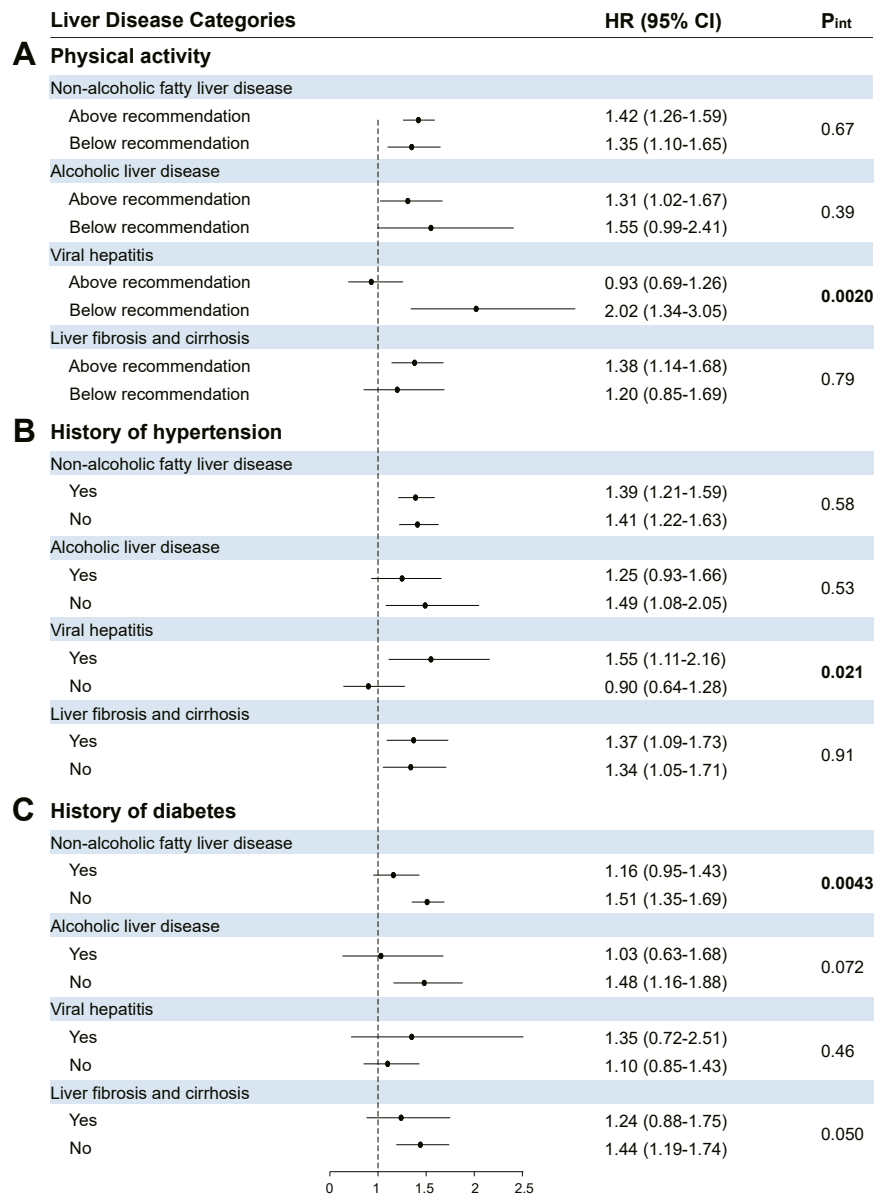 Liver Disease Categories HR (95% CI) Pint
A Physical activity
Non-alcoholic fatty liver disease
Above recommendation 1.42 (1.26-1.59)
0.67
Below recommendation 1.35 (1.10-1.65)
Alcoholic liver disease
Above recommendation 1.31 (1.02-1.67)
0.39
Below recommendation 1.55 (0.99-2.41)
Viral hepatitis
Above recommendation 0.93 (0.69-1.26)
0.0020
Below recommendation 2.02 (1.34-3.05)
Liver fibrosis and cirrhosis
Above recommendation 1.38 (1.14-1.68)
0.79
Below recommendation 1.20 (0.85-1.69)
B History of hypertension
Non-alcoholic fatty liver disease
Yes 1.39 (1.21-1.59)
0.58
No 1.41 (1.22-1.63)
Alcoholic liver disease
Yes 1.25 (0.93-1.66)
0.53
No 1.49 (1.08-2.05)
Viral hepatitis
Yes 1.55 (1.11-2.16)
0.021
No 0.90 (0.64-1.28)
Liver fibrosis and cirrhosis
Yes 1.37 (1.09-1.73)
0.91
No 1.34 (1.05-1.71)
C History of diabetes
Non-alcoholic fatty liver disease
Yes 1.16 (0.95-1.43)
0.0043
No 1.51 (1.35-1.69)
Alcoholic liver disease
Yes 1.03 (0.63-1.68)
0.072
No 1.48 (1.16-1.88)
Viral hepatitis
Yes 1.35 (0.72-2.51)
0.46
No 1.10 (0.85-1.43)
Liver fibrosis and cirrhosis
Yes 1.24 (0.88-1.75)
0.050
No 1.44 (1.19-1.74)
0 1 1.5 2 2.5